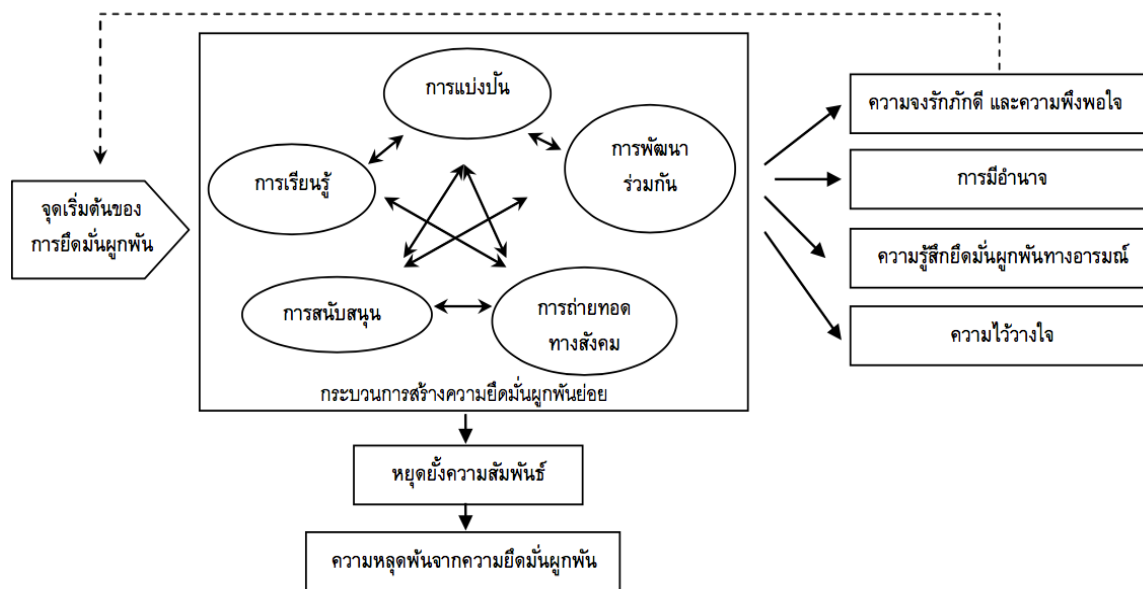 การแบ่งปัน
ความจงรักภักดี และความพึงพอใจ
การพัฒนา
ร่วมกัน
การเรียนรู้
การมีอำนาจ
จุดเริ่มต้นของ
การยึดมั่นผูกพัน
ความรู้สึกยึดมั่นผูกพันทางอารมณ์
การสนับสนุน
การถ่ายทอด
ทางสังคม
ความไว้วางใจ
กระบวนการสร้างความยึดมั่นผูกพันย่อย
หยุดยั้งความสัมพันธ์
ความหลุดพ้นจากความยึดมั่นผูกพัน